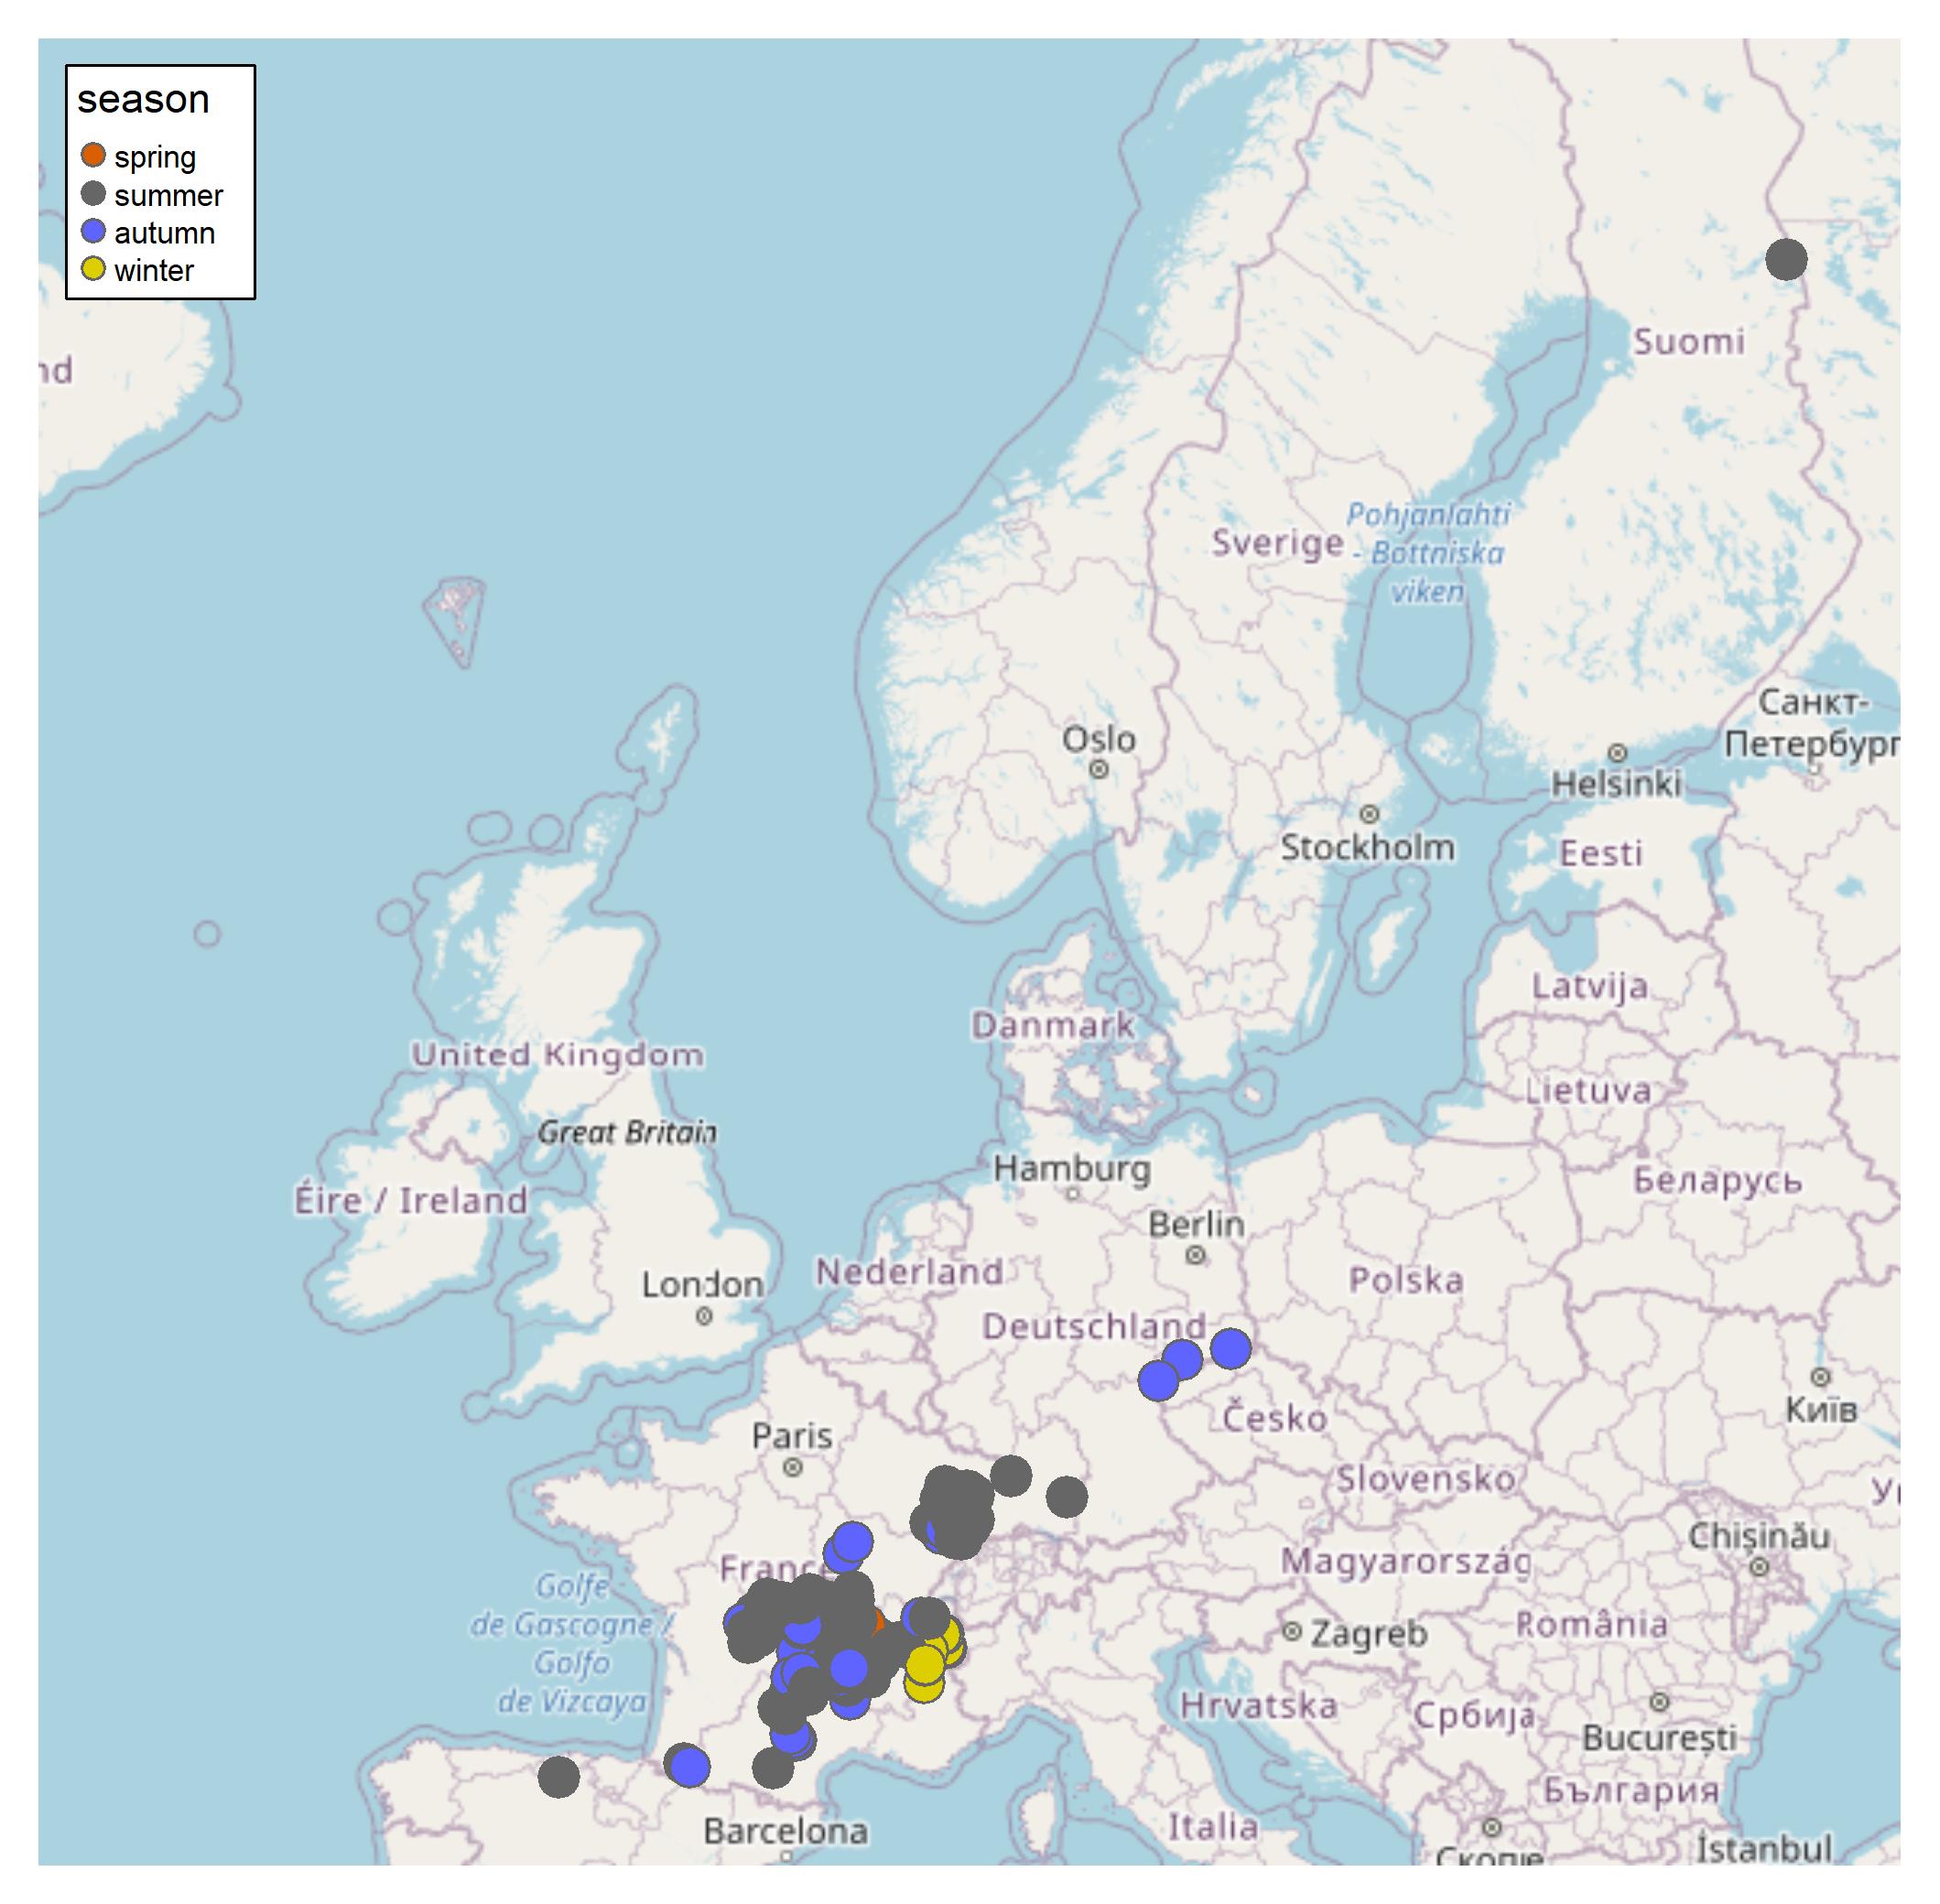 season
spring
summer
autumn
winter
nd
Suomi
Pohjanlahti
- Bottniska
viken
Sverige
Санкт-
Петербург
Oslo
Helsinki
Stockholm
Eesti
Latvija
Danmark
United Kingdom
Lietuva
Great Britain
Hamburg
Беларусь
Éire / Ireland
Berlin
Nederland
London
Polska
Deutschland
Київ
Česko
Paris
Slovensko
Chișinău
France
Magyarország
Golfe
de Gascogne /
Golfo
de Vizcaya
România
Zagreb
Hrvatska
Србија
București
България
Barcelona
Italia
İstanbul
Скопје